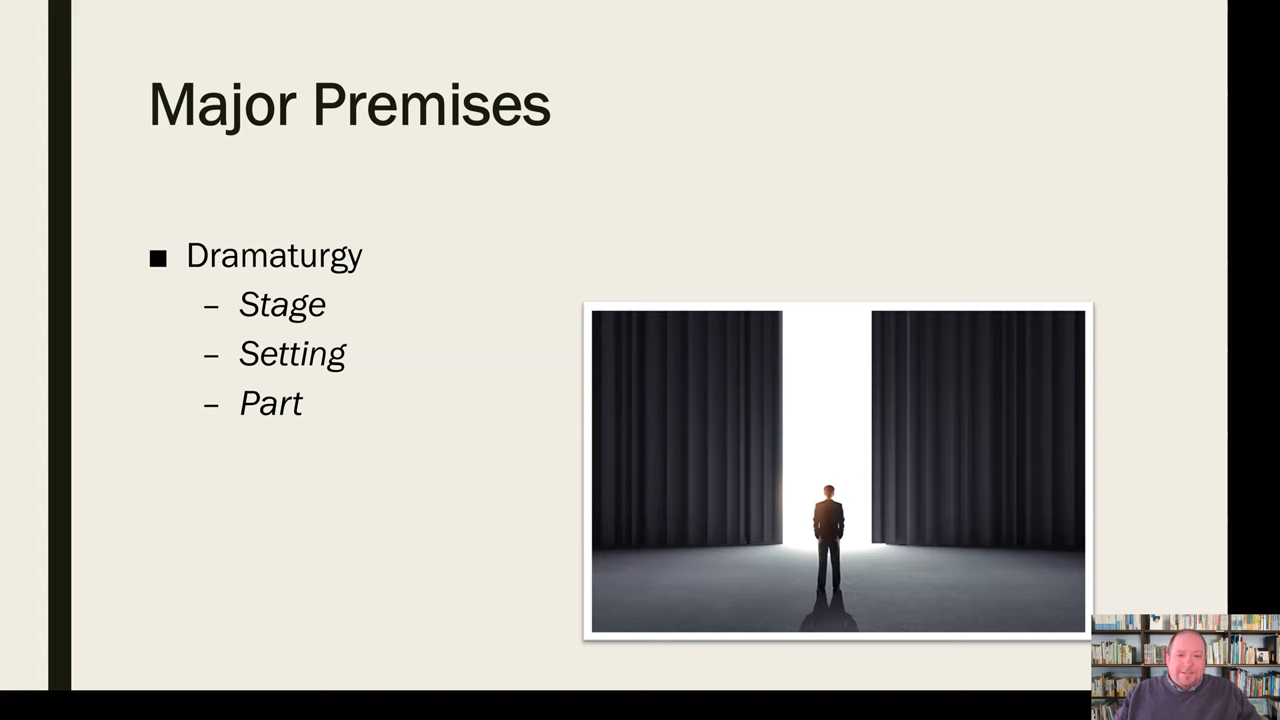 Major Premises
■ Dramaturgy
– Stage
– Setting
– Part